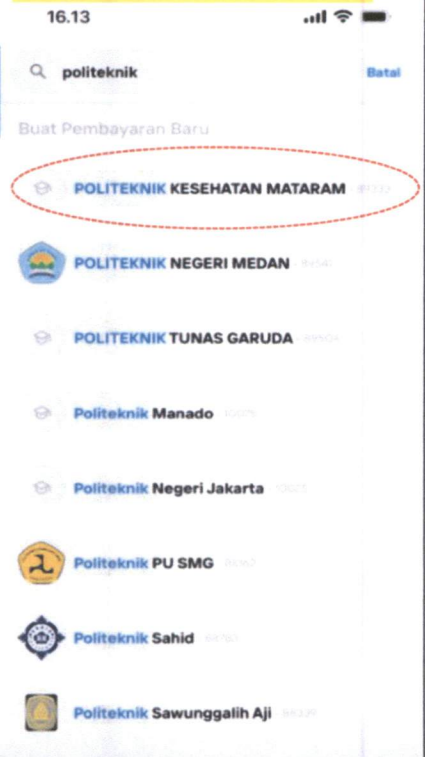 16.13
politeknik
Batal
Buat Pembayaran Baru
POLITEKNIK KESEHATAN MATARAM
POLITEKNIK NEGERI MEDAN
POLITEKNIK TUNAS GARUDA
Politeknik Manado
Politeknik Negeri Jakarta
Politeknik PU SMG
Politeknik Sahid
Politeknik Sawunggalih Aji